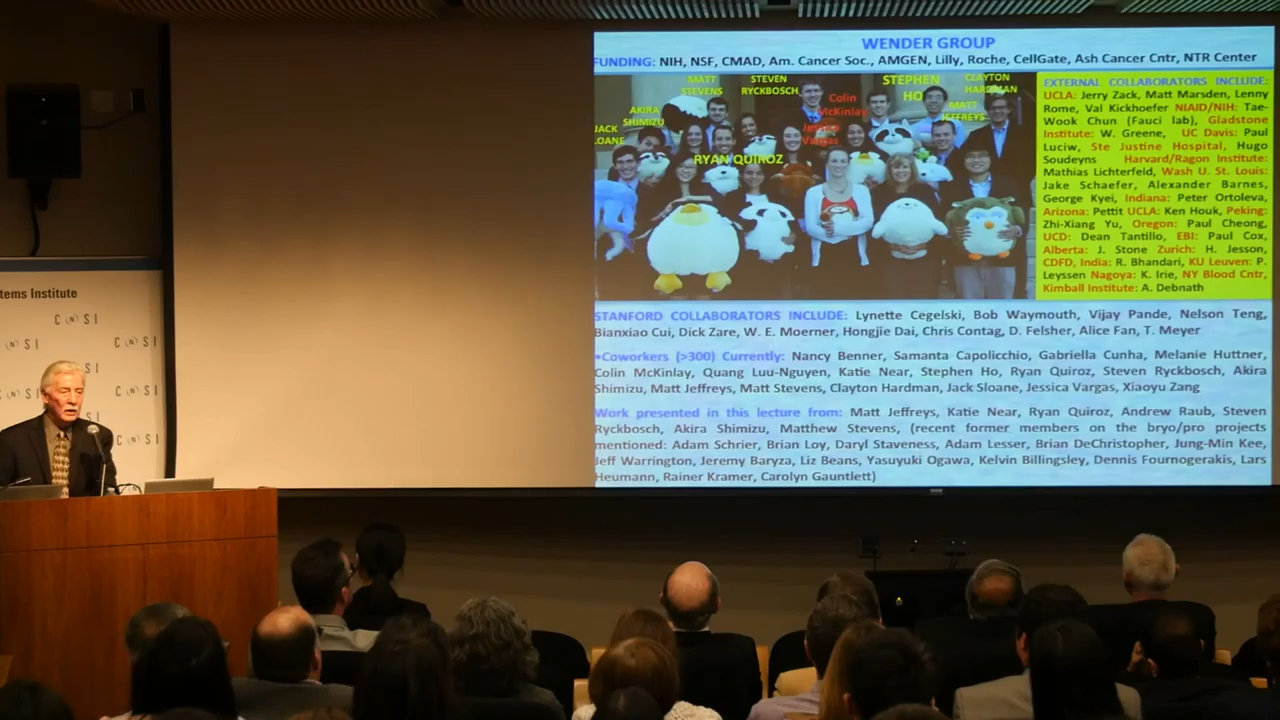 WENDER GROUP
FUNDING: NIH, NSF, CMAD, Am. Cancer Soc., AMGEN, Lilly, Roche, CellGate, Ash Cancer Cntr, NTR Center
MATT
STEVENS
STEVEN
RYCKBOSCH
STEPHEN
HO
CLAYTON
HARDMAN
Colin
McKinlay
MATT
JEFFREYS
AKIRA
SHIMIZU
JACK
SLOANE
Jessica
Vargas
RYAN QUIROZ
EXTERNAL COLLABORATORS INCLUDE:
UCLA: Jerry Zack, Matt Marsden, Lenny
Rome, Val Kickhoefer NIAID/NIH: Tae-
Wook Chun (Fauci lab), Gladstone
Institute: W. Greene, UC Davis: Paul
Luciw, Ste Justine Hospital, Hugo
Soudeyns Harvard/Ragon Institute:
Mathias Lichterfeld, Wash U. St. Louis:
Jake Schaefer, Alexander Barnes,
George Kyei, Indiana: Peter Ortoleva,
Arizona: Pettit UCLA: Ken Houk, Peking:
Zhi-Xiang Yu, Oregon: Paul Cheong,
UCD: Dean Tantillo, EBI: Paul Cox,
Alberta: J. Stone Zurich: H. Jesson,
CDFD, India: R. Bhandari, KU Leuven: P.
Leyssen Nagoya: K. Irie, NY Blood Cntr,
Kimball Institute: A. Debnath
STANFORD COLLABORATORS INCLUDE: Lynette Cegelski, Bob Waymouth, Vijay Pande, Nelson Teng,
Bianxiao Cui, Dick Zare, W. E. Moerner, Hongjie Dai, Chris Contag, D. Felsher, Alice Fan, T. Meyer
•Coworkers (>300) Currently: Nancy Benner, Samanta Capolicchio, Gabriella Cunha, Melanie Huttner,
Colin McKinlay, Quang Luu-Nguyen, Katie Near, Stephen Ho, Ryan Quiroz, Steven Ryckbosch, Akira
Shimizu, Matt Jeffreys, Matt Stevens, Clayton Hardman, Jack Sloane, Jessica Vargas, Xiaoyu Zang
Work presented in this lecture from: Matt Jeffreys, Katie Near, Ryan Quiroz, Andrew Raub, Steven
Ryckbosch, Akira Shimizu, Matthew Stevens, (recent former members on the bryo/pro projects
mentioned: Adam Schrier, Brian Loy, Daryl Staveness, Adam Lesser, Brian DeChristopher, Jung-Min Kee,
Jeff Warrington, Jeremy Baryza, Liz Beans, Yasuyuki Ogawa, Kelvin Billingsley, Dennis Fournogerakis, Lars
Heumann, Rainer Kramer, Carolyn Gauntlett)
tems Institute
C (N) S I
(N) S I
C (N) S I
S I
(N) S I
C (N) S I
S I
C (N) S I